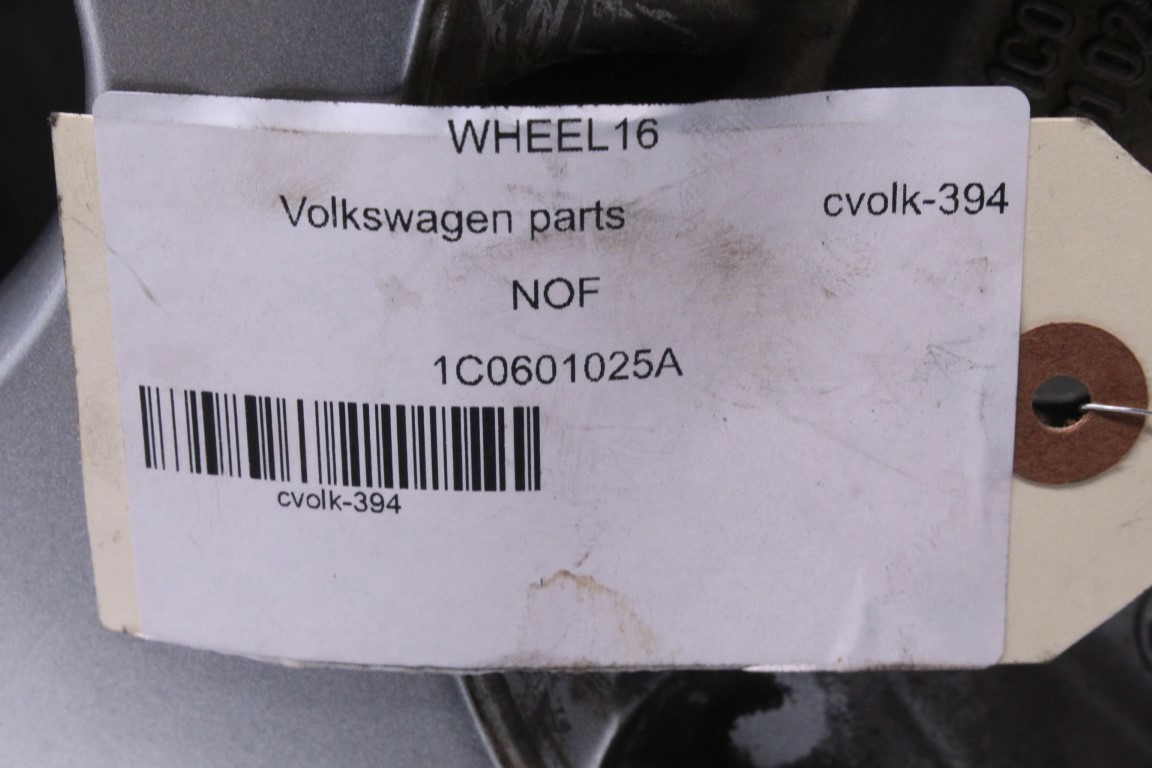 WHEEL16
Volkswagen parts cvolk-394
NOF
1C0601025A
cvolk-394